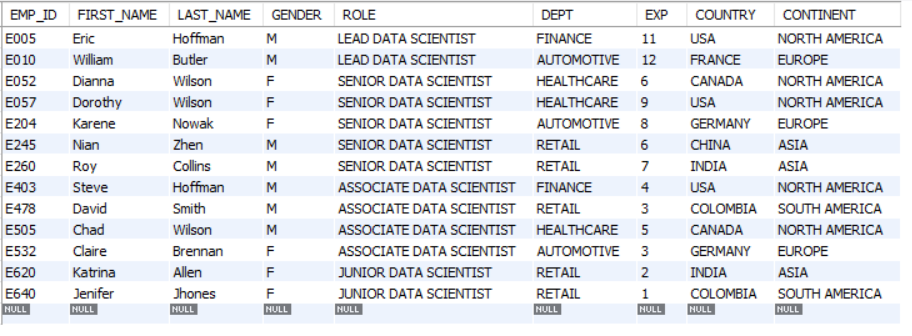 EMP_ID FIRST_NAME LAST_NAME GENDER ROLE DEPT EXP COUNTRY CONTINENT
E005 Eric Hoffman M LEAD DATA SCIENTIST FINANCE 11 USA NORTH AMERICA
E010 William Butler M LEAD DATA SCIENTIST AUTOMOTIVE 12 FRANCE EUROPE
E052 Dianna Wilson F SENIOR DATA SCIENTIST HEALTHCARE 6 CANADA NORTH AMERICA
E057 Dorothy Wilson F SENIOR DATA SCIENTIST HEALTHCARE 9 USA NORTH AMERICA
E204 Karene Nowak F SENIOR DATA SCIENTIST AUTOMOTIVE 8 GERMANY EUROPE
E245 Nian Zhen M SENIOR DATA SCIENTIST RETAIL 6 CHINA ASIA
E260 Roy Collins M SENIOR DATA SCIENTIST RETAIL 7 INDIA ASIA
E403 Steve Hoffman M ASSOCIATE DATA SCIENTIST FINANCE 4 USA NORTH AMERICA
E478 David Smith M ASSOCIATE DATA SCIENTIST RETAIL 3 COLOMBIA SOUTH AMERICA
E505 Chad Wilson M ASSOCIATE DATA SCIENTIST HEALTHCARE 5 CANADA NORTH AMERICA
E532 Claire Brennan F ASSOCIATE DATA SCIENTIST AUTOMOTIVE 3 GERMANY EUROPE
E620 Katrina Allen F JUNIOR DATA SCIENTIST RETAIL 2 INDIA ASIA
E640 Jenifer Jhones F JUNIOR DATA SCIENTIST RETAIL 1 COLOMBIA SOUTH AMERICA
NULL NULL NULL NULL NULL NULL NULL NULL NULL